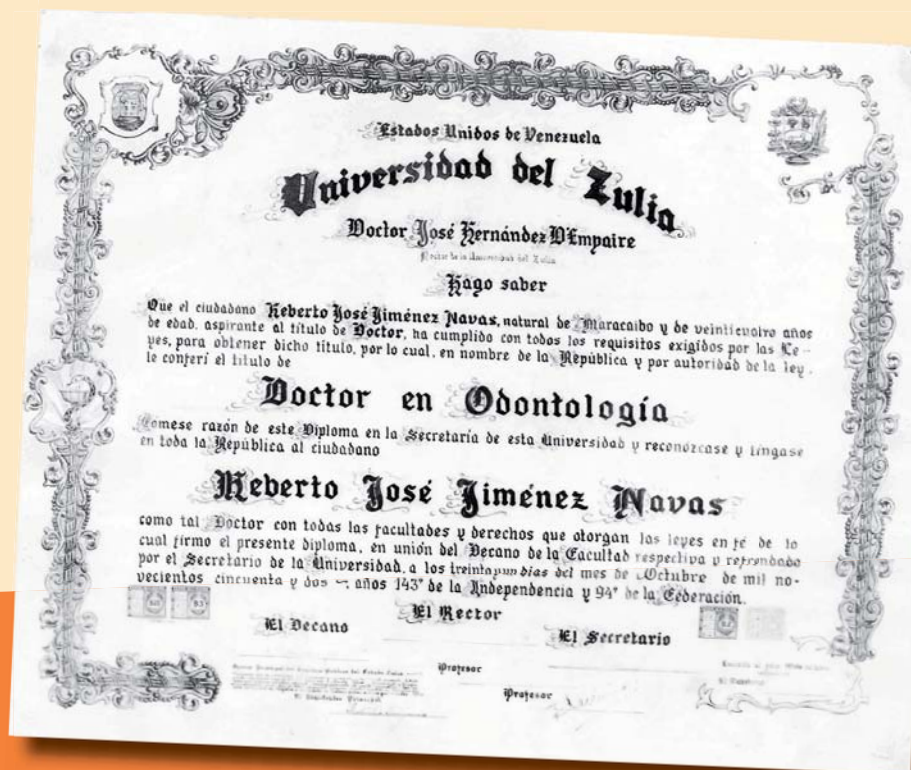 Estados Unidos de Venezuela
Universidad del Zulia
Doctor José Hernández D'Empaire
Rector de la Universidad del Zulia
Hago saber
Que el ciudadano Heberto José Jiménez Navas, natural de Maracaibo y de veinticuatro años
de edad, aspirante al título de Doctor, ha cumplido con todos los requisitos exigidos por las Le-
yes, para obtener dicho título, por lo cual, en nombre de la República y por autoridad de la ley,
le conferí el título de
Doctor en Odontología
Tómese razón de este Diploma en la Secretaría de esta Universidad y reconózcase y téngase
en toda la República al ciudadano
Heberto José Jiménez Navas
como tal Doctor con todas las facultades y derechos que otorgan las leyes en fé de lo
cual firmo el presente diploma, en unión del Decano de la Facultad respectiva y refrendado
por el Secretario de la Universidad, a los treinta y un días del mes de Octubre de mil no-
vecientos cincuenta y dos años 143° de la Independencia y 94° de la Federación.
El Decano
El Rector
El Secretario
Profesor
Profesor